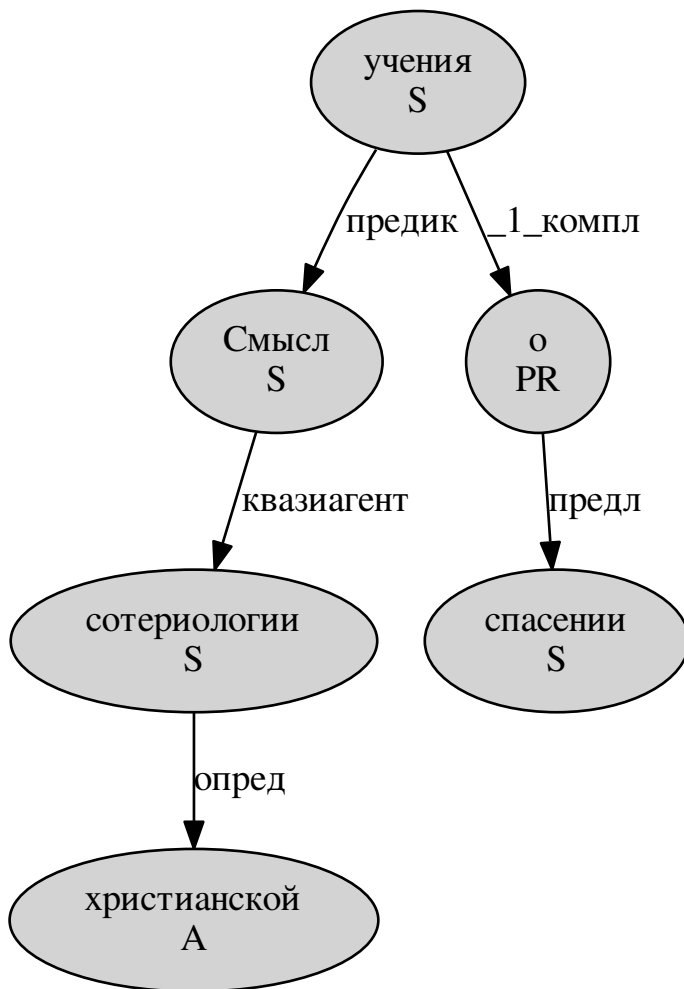 учения
S
предик
_1_компл
Смысл
S
о
PR
квазиагент
предл
сотериологии
S
спасении
S
опред
христианской
A